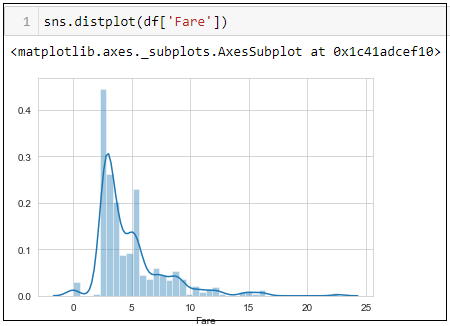 1 sns.distplot(df['Fare'])
<matplotlib.axes._subplots.AxesSubplot at 0x1c41adcef10>
0.4
0.3
0.2
0.1
0.0
0 5 10 15 20 25
Fare